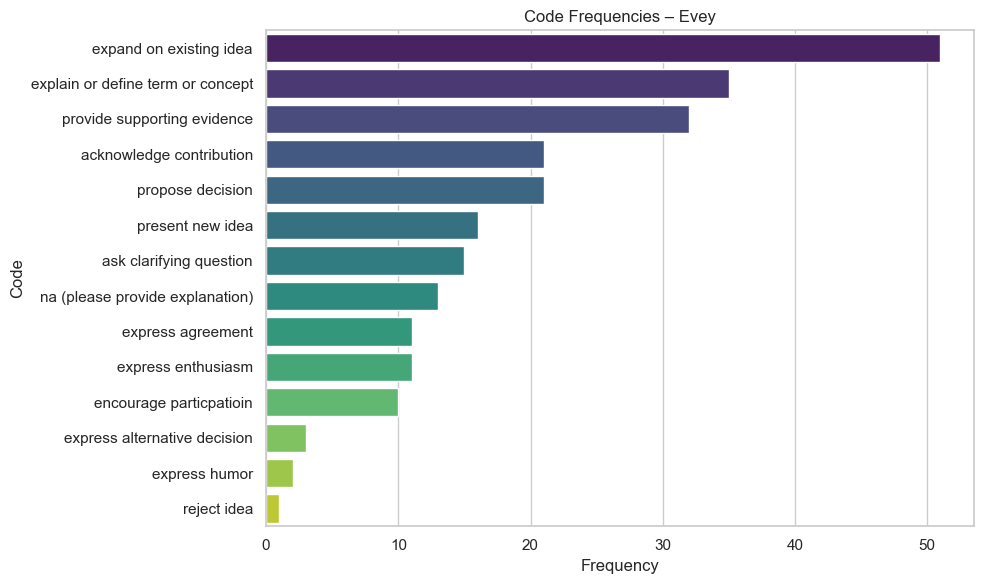 Code Frequencies – Evey
expand on existing idea
explain or define term or concept
provide supporting evidence
acknowledge contribution
propose decision
present new idea
ask clarifying question
na (please provide explanation)
express agreement
express enthusiasm
encourage particpatioin
express alternative decision
express humor
reject idea
Code
0 10 20 30 40 50
Frequency